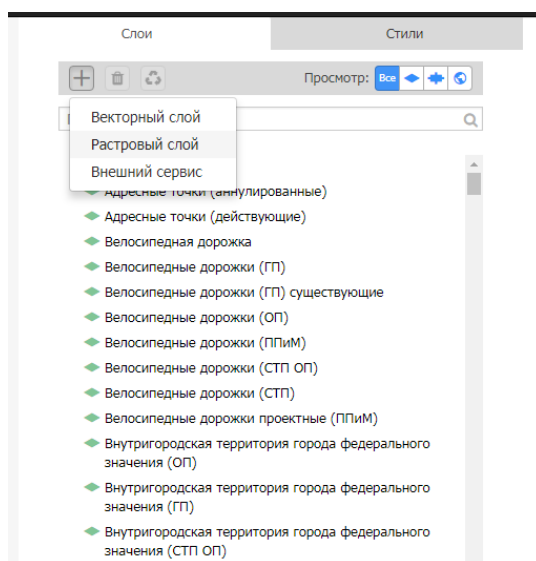 Слои
Стили
Просмотр:
Все
Векторный слой
Растровый слой
Внешний сервис
Адресные точки (аннулированные)
Адресные точки (действующие)
Велосипедная дорожка
Велосипедные дорожки (ГП)
Велосипедные дорожки (ГП) существующие
Велосипедные дорожки (ОП)
Велосипедные дорожки (ППиМ)
Велосипедные дорожки (СТП ОП)
Велосипедные дорожки (СТП)
Велосипедные дорожки проектные (ППиМ)
Внутригородская территория города федерального
значения (ОП)
Внутригородская территория города федерального
значения (ГП)
Внутригородская территория города федерального
значения (СТП ОП)